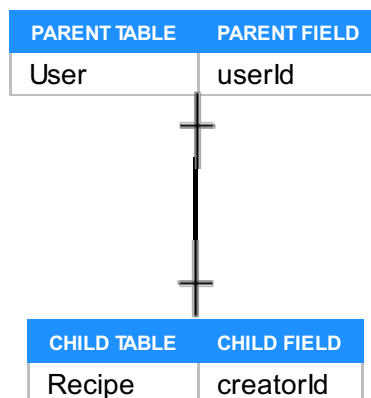 PARENT TABLE PARENT FIELD
User userId
CHILD TABLE CHILD FIELD
Recipe creatorId